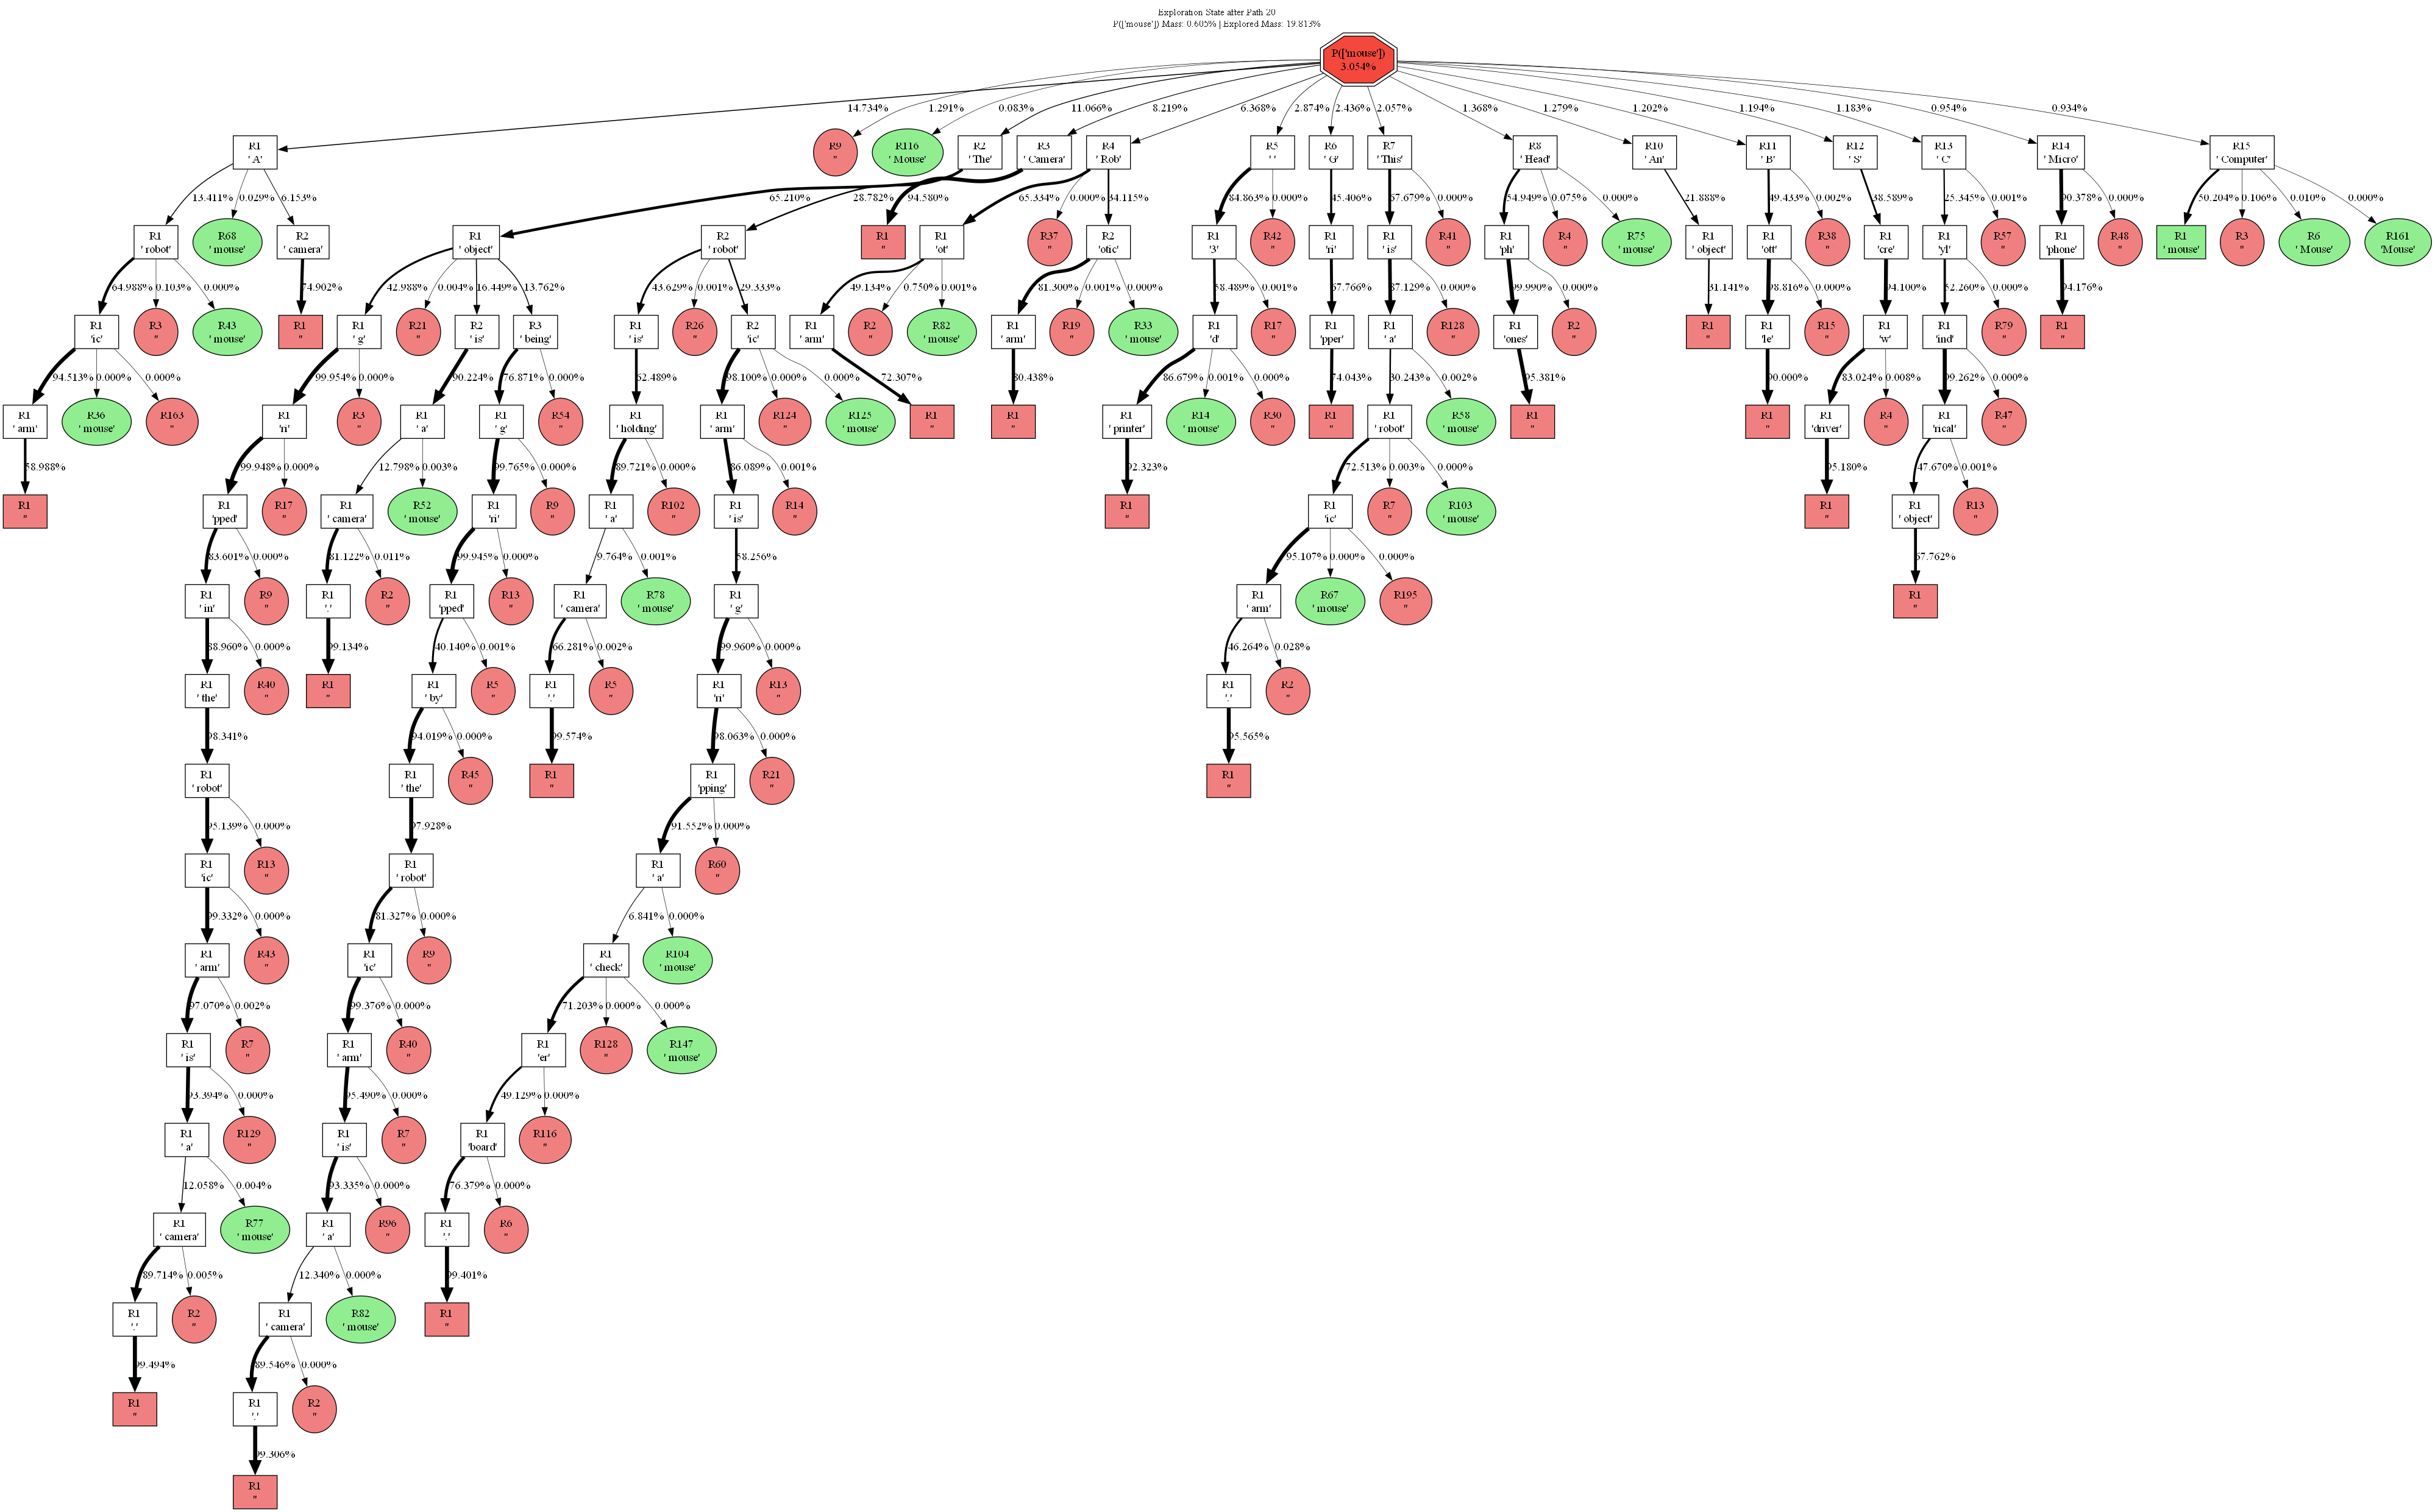 Exploration State after Path 20
P(['mouse']) Mass: 0.605% | Explored Mass: 19.813%
P(['mouse'])
3.054%
14.734% 1.291% 0.083% 11.066% 8.219% 6.368% 2.874% 2.436% 2.057% 1.368% 1.279% 1.202% 1.194% 1.183% 0.954% 0.934%
R1 R9 R116 R2 R3 R4 R5 R6 R7 R8 R10 R11 R12 R13 R14 R15
' A' '' ' Mouse' ' The' ' Camera' ' Rob' ' ' ' G' ' This' ' Head' ' An' ' B' ' S' ' C' ' Micro' ' Computer'
13.411% 0.029% 6.153% 65.210% 28.782% 94.580% 65.334% 0.000% 34.115% 84.863% 0.000% 45.406% 67.679% 0.000% 54.949% 0.075% 0.000% 21.888% 49.433% 0.002% 38.589% 25.345% 0.001% 90.378% 0.000% 50.204% 0.106% 0.010% 0.000%
R1 R68 R2 R1 R2 R1 R1 R37 R2 R1 R42 R1 R1 R41 R1 R4 R75 R1 R1 R38 R1 R1 R57 R1 R48 R1 R3 R6 R161
' robot' ' mouse' ' camera' ' object' ' robot' '' 'ot' '' 'otic' '3' '' 'ri' ' is' '' 'ph' '' ' mouse' ' object' 'ott' '' 'cre' 'yl' '' 'phone' '' ' mouse' '' ' Mouse' 'Mouse'
64.988% 0.103% 0.000% 74.902% 42.988% 0.004% 16.449% 13.762% 43.629% 0.001% 29.333% 49.134% 0.750% 0.001% 81.300% 0.001% 0.000% 58.489% 0.001% 67.766% 87.129% 0.000% 99.990% 0.000% 31.141% 98.816% 0.000% 94.100% 52.260% 0.000% 94.176%
R1 R3 R43 R1 R1 R21 R2 R3 R1 R26 R2 R1 R2 R82 R1 R19 R33 R1 R17 R1 R1 R128 R1 R2 R1 R1 R15 R1 R1 R79 R1
'ic' '' ' mouse' '' ' g' '' ' is' ' being' ' is' '' 'ic' ' arm' '' ' mouse' ' arm' '' ' mouse' 'd' '' 'pper' ' a' '' 'ones' '' '' 'le' '' 'w' 'ind' '' ''
94.513% 0.000% 0.000% 99.954% 0.000% 90.224% 76.871% 0.000% 62.489% 98.100% 0.000% 0.000% 72.307% 80.438% 86.679% 0.001% 0.000% 74.043% 30.243% 0.002% 95.381% 90.000% 83.024% 0.008% 99.262% 0.000%
R1 R36 R163 R1 R3 R1 R1 R54 R1 R1 R124 R125 R1 R1 R1 R14 R30 R1 R1 R58 R1 R1 R1 R4 R1 R47
' arm' ' mouse' '' 'ri' '' ' a' ' g' '' ' holding' ' arm' '' ' mouse' '' '' ' printer' ' mouse' '' '' ' robot' ' mouse' '' '' 'driver' '' 'rical' ''
58.988% 99.948% 0.000% 12.798% 0.003% 99.765% 0.000% 89.721% 0.000% 86.089% 0.001% 92.323% 72.513% 0.003% 0.000% 95.180% 47.670% 0.001%
R1 R1 R17 R1 R52 R1 R9 R1 R102 R1 R14 R1 R1 R7 R103 R1 R1 R13
'' 'pped' '' ' camera' ' mouse' 'ri' '' ' a' '' ' is' '' '' 'ic' '' ' mouse' '' ' object' ''
83.601% 0.000% 81.122% 0.011% 99.945% 0.000% 9.764% 0.001% 58.256% 95.107% 0.000% 0.000% 67.762%
R1 R9 R1 R2 R1 R13 R1 R78 R1 R1 R67 R195 R1
' in' '' '.' '' 'pped' '' ' camera' ' mouse' ' g' ' arm' ' mouse' '' ''
88.960% 0.000% 99.134% 40.140% 0.001% 66.281% 0.002% 99.960% 0.000% 46.264% 0.028%
R1 R40 R1 R1 R5 R1 R5 R1 R13 R1 R2
' the' '' '' ' by' '' '.' '' 'ri' '' '.' ''
98.341% 94.019% 0.000% 99.574% 98.063% 0.000% 95.565%
R1 R1 R45 R1 R1 R21 R1
' robot' ' the' '' '' 'pping' '' ''
95.139% 0.000% 97.928% 91.552% 0.000%
R1 R13 R1 R1 R60
'ic' '' ' robot' ' a' ''
99.332% 0.000% 81.327% 0.000% 6.841% 0.000%
R1 R43 R1 R9 R1 R104
' arm' '' 'ic' '' ' check' ' mouse'
97.070% 0.002% 99.376% 0.000% 71.203% 0.000% 0.000%
R1 R7 R1 R40 R1 R128 R147
' is' '' ' arm' '' 'er' '' ' mouse'
93.394% 0.000% 95.490% 0.000% 49.129% 0.000%
R1 R129 R1 R7 R1 R116
' a' '' ' is' '' 'board' ''
12.058% 0.004% 93.335% 0.000% 76.379% 0.000%
R1 R77 R1 R96 R1 R6
' camera' ' mouse' ' a' '' '.' ''
89.714% 0.005% 12.340% 0.000% 99.401%
R1 R2 R1 R82 R1
'.' '' ' camera' ' mouse' ''
99.494% 89.546% 0.000%
R1 R1 R2
'' '.' ''
99.306%
R1
''